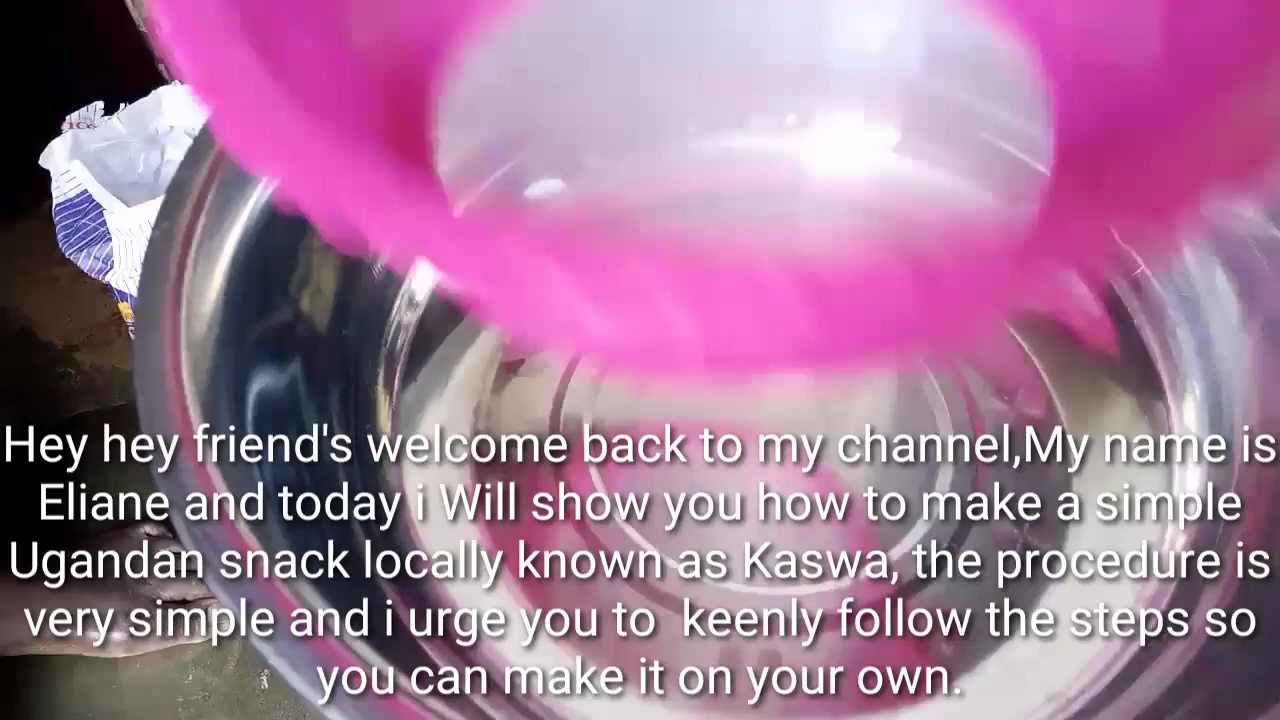 Hey hey friend's welcome back to my channel,My name is
Eliane and today i Will show you how to make a simple
Ugandan snack locally known as Kaswa, the procedure is
very simple and i urge you to  keenly follow the steps so
you can make it on your own.